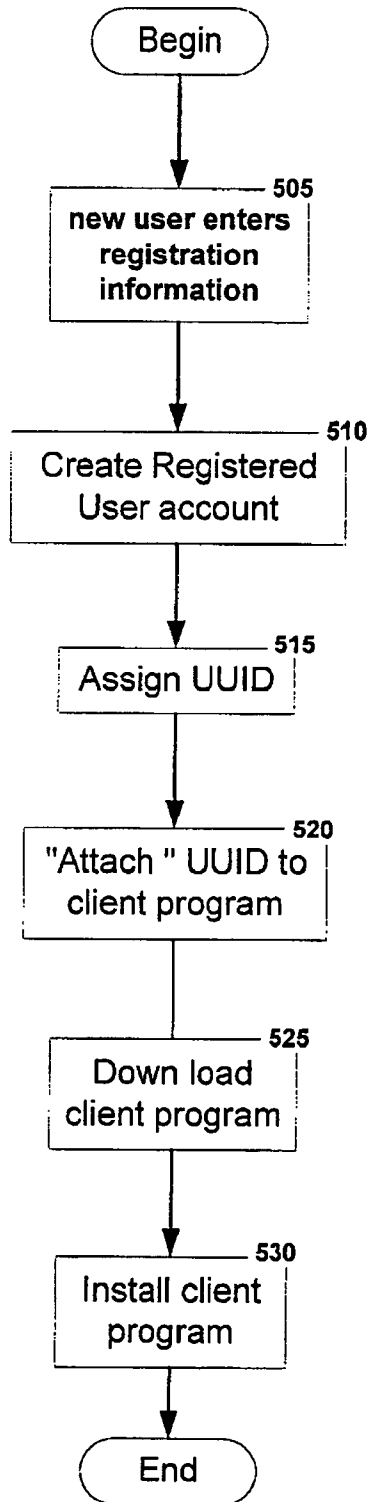 Begin
505
new user enters
registration
information
510
Create Registered
User account
515
Assign UUID
520
"Attach " UUID to
client program
525
Down load
client program
530
Install client
program
End